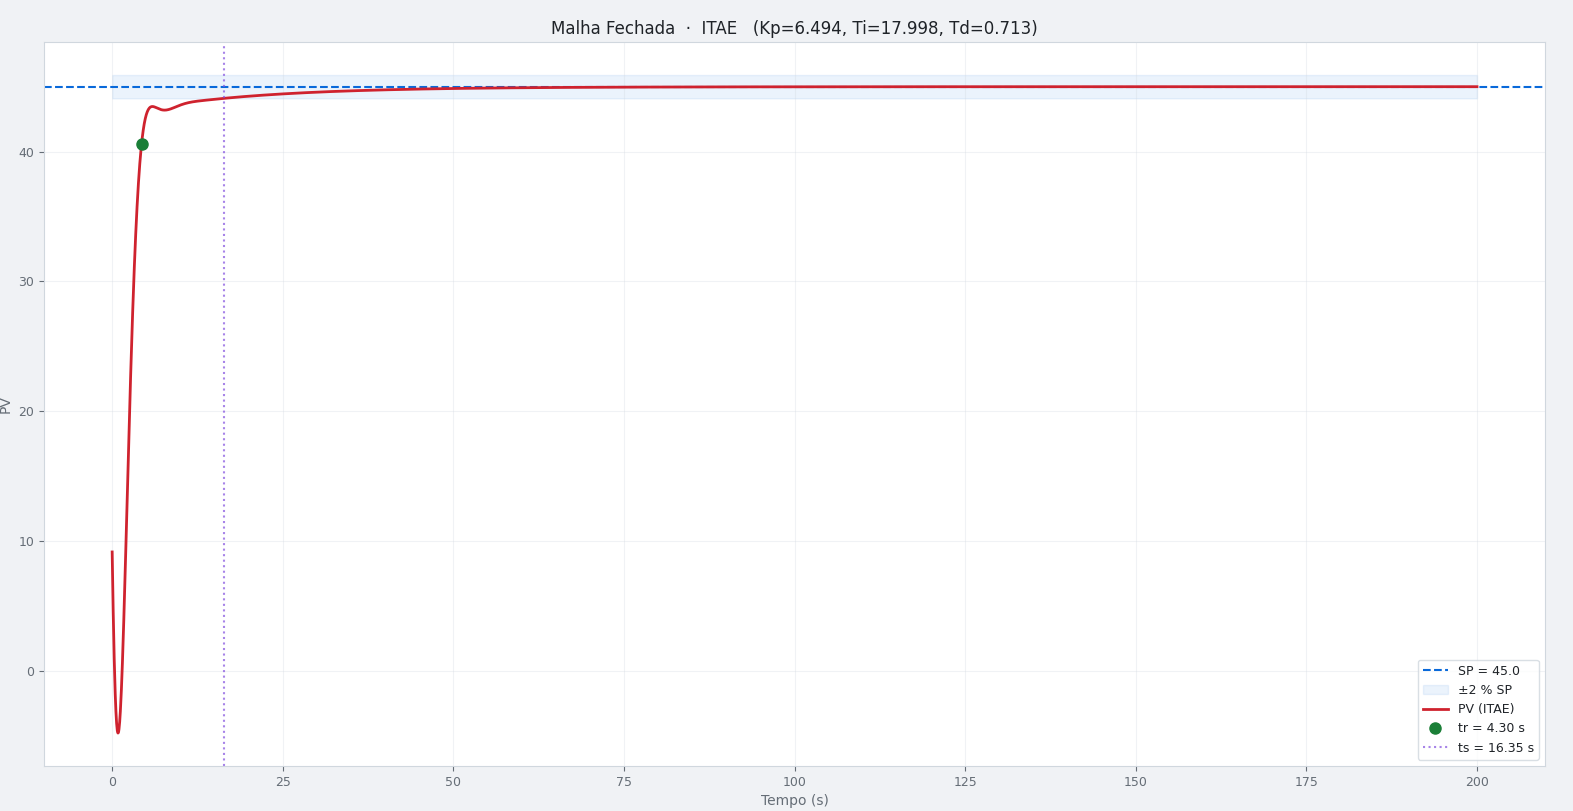 Malha Fechada · ITAE (Kp=6.494, Ti=17.998, Td=0.713)
PV
40
30
20
10
0
0 25 50 75 100 125 150 175 200
Tempo (s)
SP = 45.0
±2 % SP
PV (ITAE)
tr = 4.30 s
ts = 16.35 s